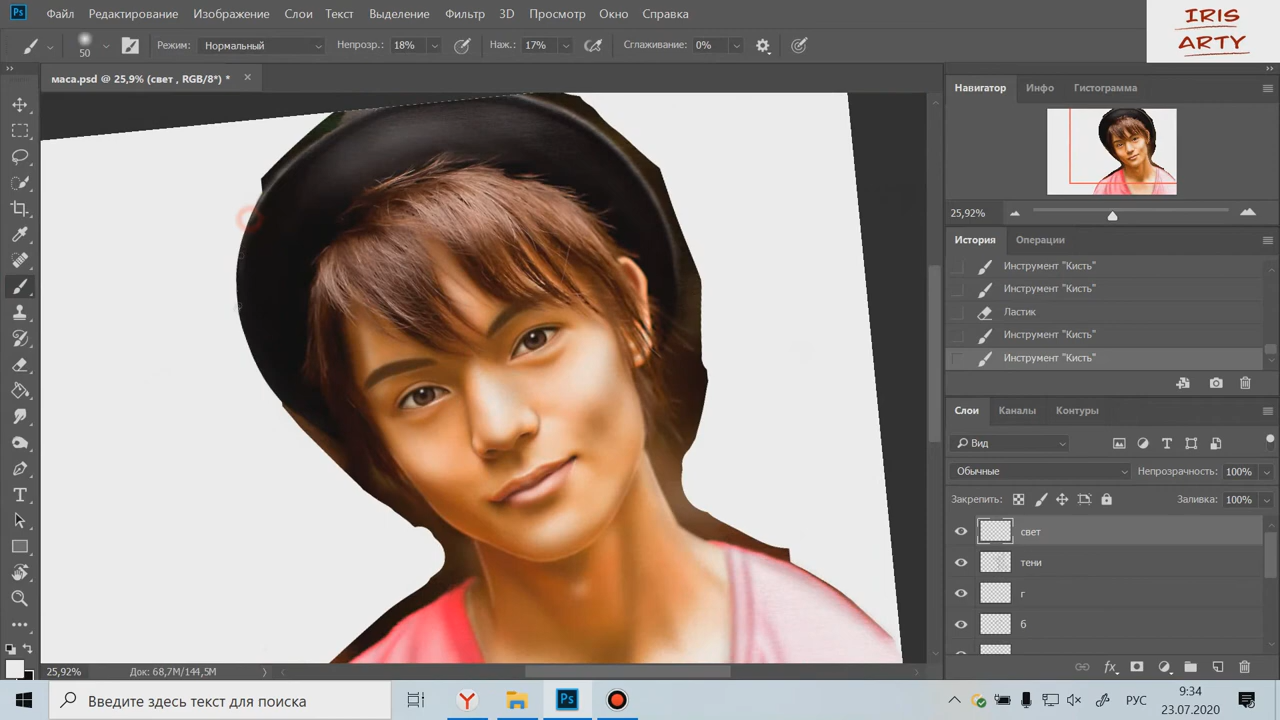 Ps Файл Редактирование Изображение Слои Текст Выделение Фильтр 3D Просмотр Окно Справка
IRIS
ARTY
50 Режим: Нормальный Непрозр.: 18% Наж.: 17% Сглаживание: 0%
маса.psd @ 25,9% (свет , RGB/8*) *
Навигатор Инфо Гистограмма
25,92%
История Операции
Инструмент "Кисть"
Инструмент "Кисть"
Ластик
Инструмент "Кисть"
Инструмент "Кисть"
Слои Каналы Контуры
Вид
Обычные Непрозрачность: 100%
Закрепить: Заливка: 100%
свет
тени
г
б
25,92% Док: 68,7M/144,5M
fx
Введите здесь текст для поиска
Ps
РУС
9:34
23.07.2020